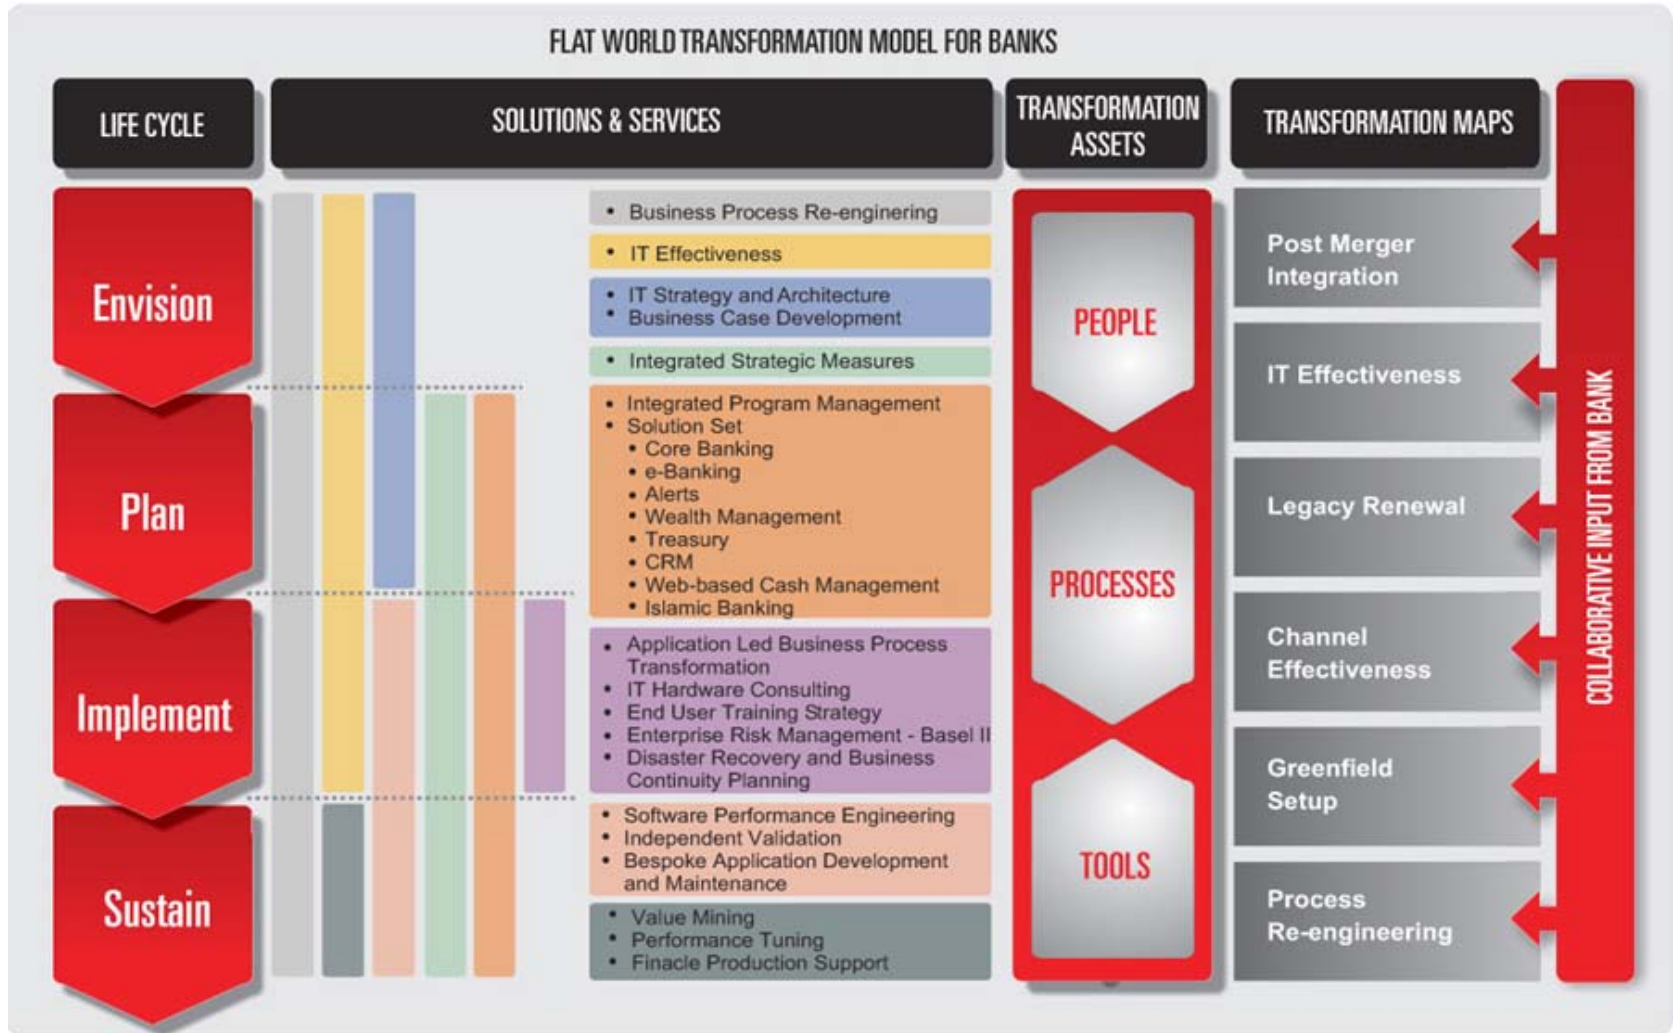 FLAT WORLD TRANSFORMATION MODEL FOR BANKS
LIFE CYCLE
SOLUTIONS & SERVICES
TRANSFORMATION
ASSETS
TRANSFORMATION MAPS
Envision
Plan
Implement
Sustain
• Business Process Re-enginering
• IT Effectiveness
• IT Strategy and Architecture
• Business Case Development
• Integrated Strategic Measures
• Integrated Program Management
• Solution Set
• Core Banking
• e-Banking
• Alerts
• Wealth Management
• Treasury
• CRM
• Web-based Cash Management
• Islamic Banking
• Application Led Business Process
Transformation
• IT Hardware Consulting
• End User Training Strategy
• Enterprise Risk Management - Basel II
• Disaster Recovery and Business
Continuity Planning
• Software Performance Engineering
• Independent Validation
• Bespoke Application Development
and Maintenance
• Value Mining
• Performance Tuning
• Finacle Production Support
PEOPLE
PROCESSES
TOOLS
Post Merger
Integration
IT Effectiveness
Legacy Renewal
Channel
Effectiveness
Greenfield
Setup
Process
Re-engineering
COLLABORATIVE INPUT FROM BANK